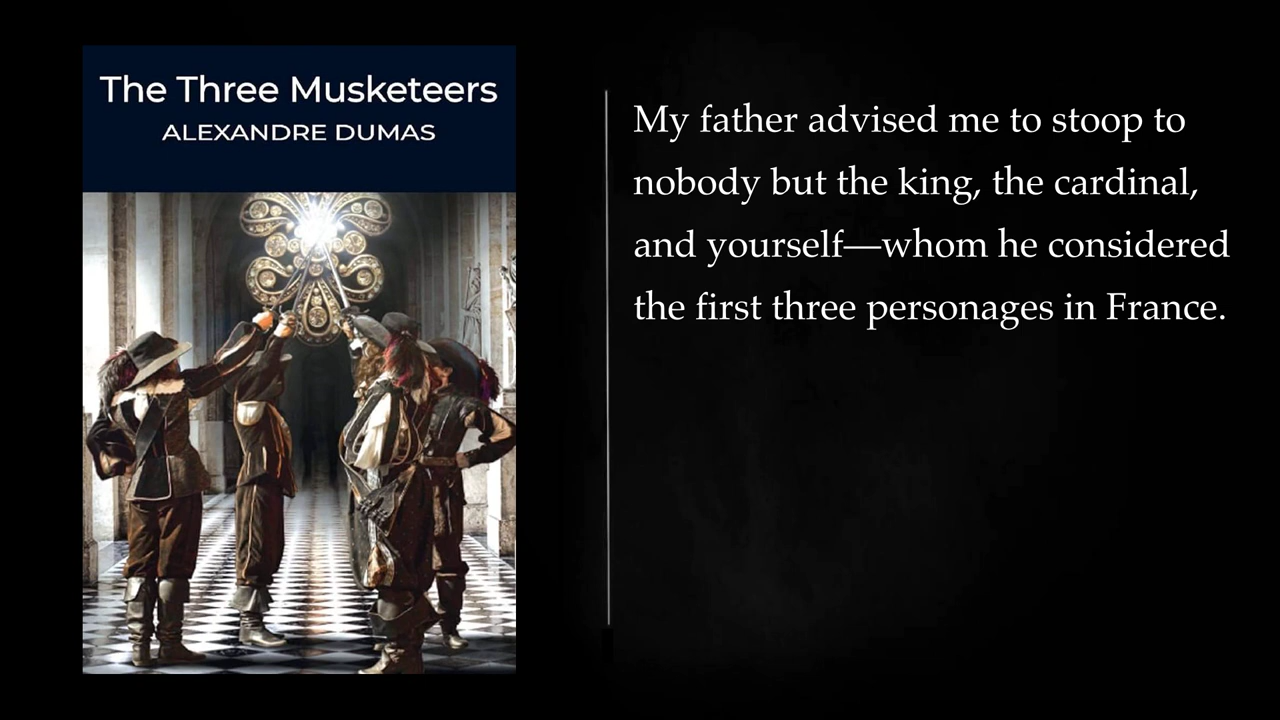 The Three Musketeers
ALEXANDRE DUMAS
My father advised me to stoop to
nobody but the king, the cardinal,
and yourself—whom he considered
the first three personages in France.